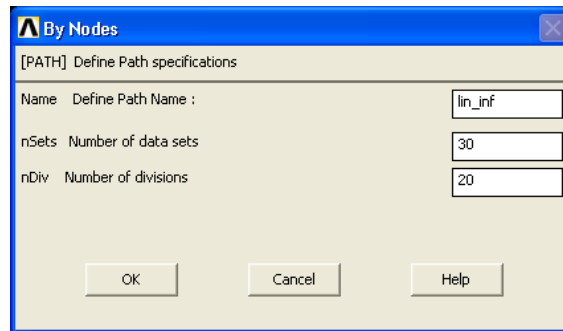 By Nodes
[PATH] Define Path specifications
Name Define Path Name : lin_inf
nSets Number of data sets 30
nDiv Number of divisions 20
OK Cancel Help